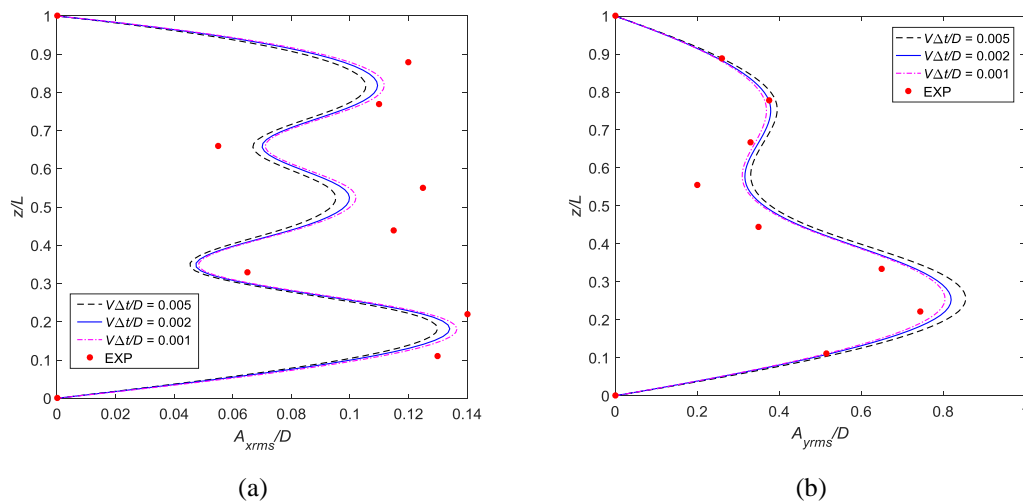 1
0.9
0.8
0.7
0.6
0.5
0.4
0.3
0.2
0.1
0
z/L
VΔt/D = 0.005
VΔt/D = 0.002
VΔt/D = 0.001
EXP
0 0.02 0.04 0.06 0.08 0.1 0.12 0.14
A_xrms/D
(a)
1
0.9
0.8
0.7
0.6
0.5
0.4
0.3
0.2
0.1
0
z/L
VΔt/D = 0.005
VΔt/D = 0.002
VΔt/D = 0.001
EXP
0 0.2 0.4 0.6 0.8 1
A_yrms/D
(b)